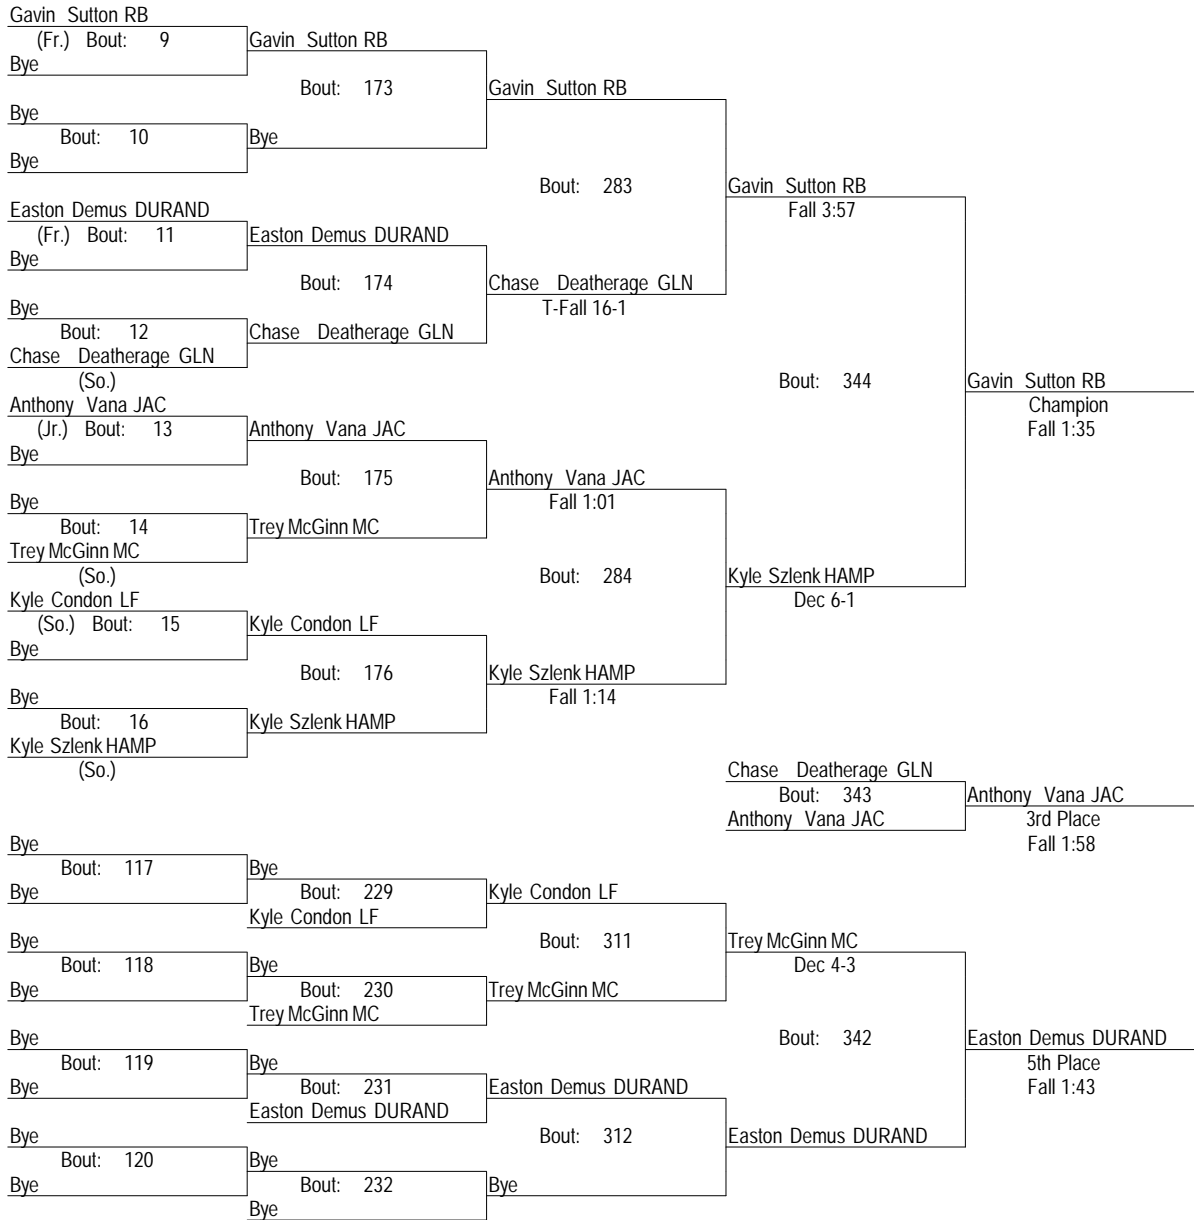 Gavin Sutton RB
(Fr.) Bout: 9 Gavin Sutton RB
Bye
Bout: 173 Gavin Sutton RB
Bye
Bout: 10 Bye
Bye
Bout: 283 Gavin Sutton RB
Easton Demus DURAND Fall 3:57
(Fr.) Bout: 11 Easton Demus DURAND
Bye
Bout: 174 Chase Deatherage GLN
Bye T-Fall 16-1
Bout: 12 Chase Deatherage GLN
Chase Deatherage GLN
(So.) Bout: 344 Gavin Sutton RB
Anthony Vana JAC Champion
(Jr.) Bout: 13 Anthony Vana JAC Fall 1:35
Bye
Bout: 175 Anthony Vana JAC
Bye Fall 1:01
Bout: 14 Trey McGinn MC
Trey McGinn MC
(So.) Bout: 284 Kyle Szlenk HAMP
Kyle Condon LF Dec 6-1
(So.) Bout: 15 Kyle Condon LF
Bye
Bout: 176 Kyle Szlenk HAMP
Bye Fall 1:14
Bout: 16 Kyle Szlenk HAMP
Kyle Szlenk HAMP
(So.) Chase Deatherage GLN
Bout: 343 Anthony Vana JAC
Anthony Vana JAC 3rd Place
Bye Fall 1:58
Bout: 117 Bye
Bye Bout: 229 Kyle Condon LF
Kyle Condon LF
Bye Bout: 311 Trey McGinn MC
Bout: 118 Bye Dec 4-3
Bye Bout: 230 Trey McGinn MC
Trey McGinn MC
Bye Bout: 342 Easton Demus DURAND
Bout: 119 Bye 5th Place
Bye Bout: 231 Easton Demus DURAND Fall 1:43
Easton Demus DURAND
Bye Bout: 312 Easton Demus DURAND
Bout: 120 Bye
Bye Bout: 232 Bye
Bye